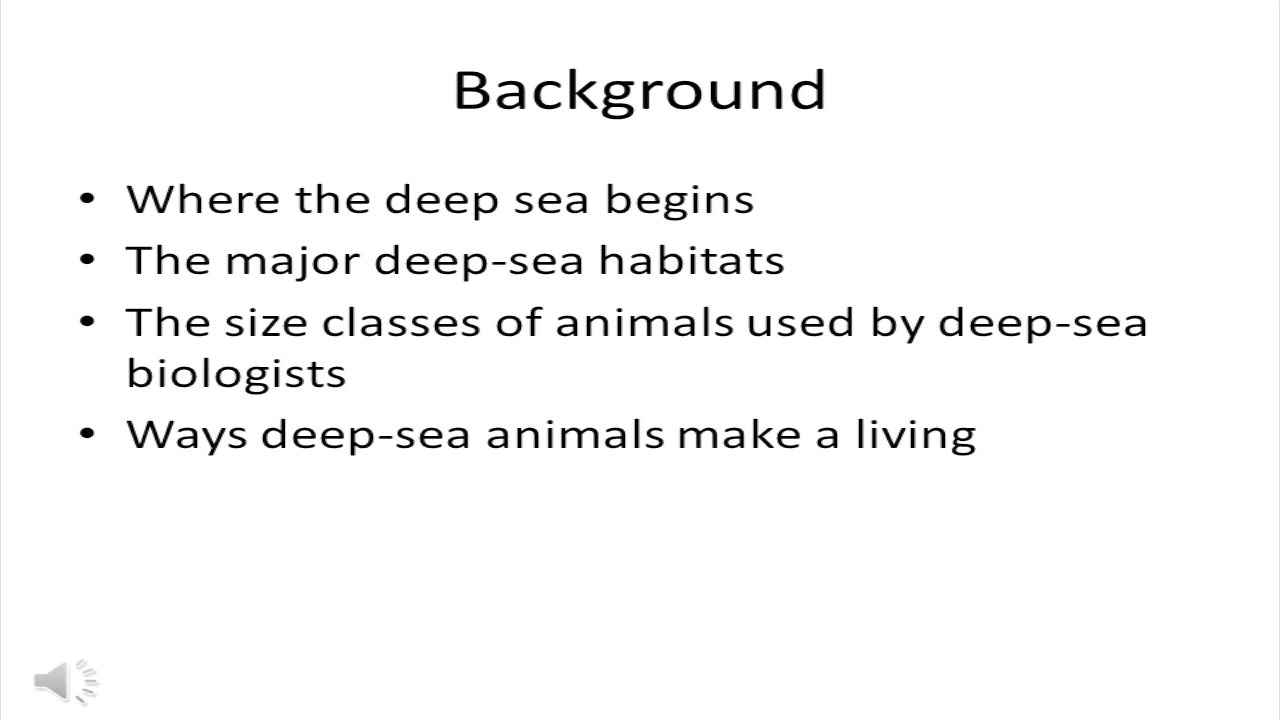 Background
• Where the deep sea begins
• The major deep-sea habitats
• The size classes of animals used by deep-sea
biologists
• Ways deep-sea animals make a living